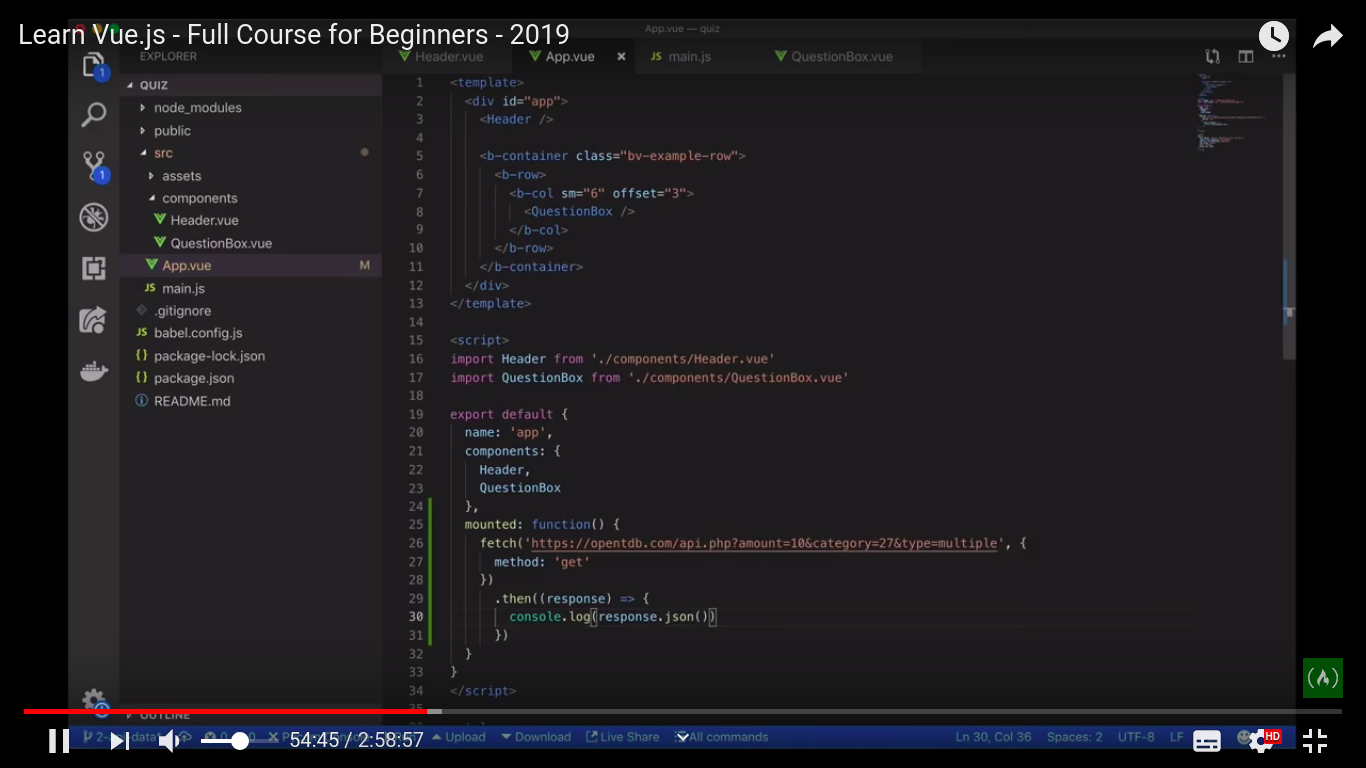 Learn Vue.js - Full Course for Beginners - 2019
App.vue — quiz
EXPLORER
Header.vue
App.vue
JS main.js
QuestionBox.vue
1
QUIZ
node_modules
public
src
assets
components
Header.vue
QuestionBox.vue
App.vue M
JS main.js
.gitignore
JS babel.config.js
{} package-lock.json
{} package.json
README.md
1
1 <template>
2 <div id="app">
3 <Header />
4
5 <b-container class="bv-example-row">
6 <b-row>
7 <b-col sm="6" offset="3">
8 <QuestionBox />
9 </b-col>
10 </b-row>
11 </b-container>
12 </div>
13 </template>
14
15 <script>
16 import Header from './components/Header.vue'
17 import QuestionBox from './components/QuestionBox.vue'
18
19 export default {
20 name: 'app',
21 components: {
22 Header,
23 QuestionBox
24 },
25 mounted: function() {
26 fetch('https://opentdb.com/api.php?amount=10&category=27&type=multiple', {
27 method: 'get'
28 })
29 .then((response) => {
30 console.log(response.json())
31 })
32 }
33 }
34 </script>
35
OUTLINE
54:45 / 2:58:57
Upload
Download
Live Share
All commands
Ln 30, Col 36
Spaces: 2
UTF-8
LF
HD